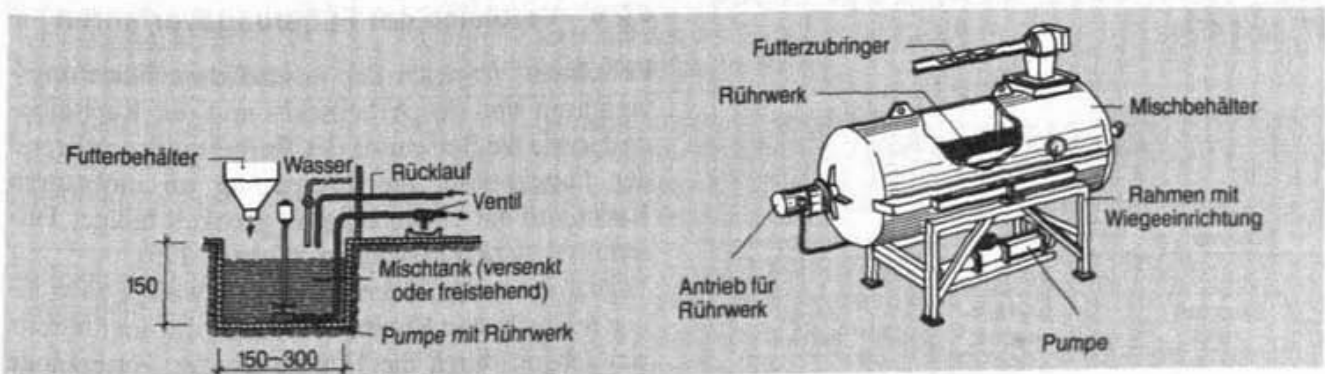 Futterbehälter
Wasser
Rücklauf
Ventil
150
Mischtank (versenkt
oder freistehend)
Pumpe mit Rührwerk
150–300
Futterzubringer
Rührwerk
Mischbehälter
Rahmen mit
Wiegeeinrichtung
Antrieb für
Rührwerk
Pumpe